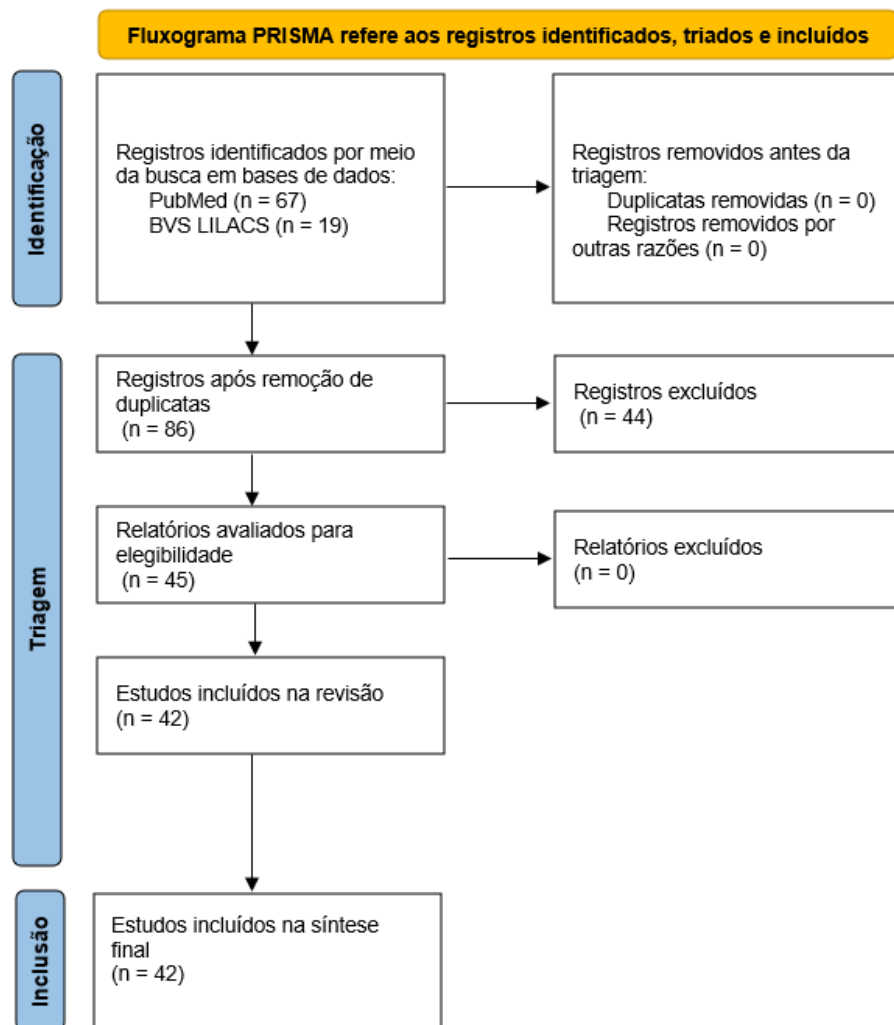 Fluxograma PRISMA refere aos registros identificados, triados e incluídos
Identificação
Registros identificados por meio
da busca em bases de dados:
PubMed (n = 67)
BVS LILACS (n = 19)
Registros removidos antes da
triagem:
Duplicatas removidas (n = 0)
Registros removidos por
outras razões (n = 0)
Triagem
Registros após remoção de
duplicatas
(n = 86)
Registros excluídos
(n = 44)
Relatórios avaliados para
elegibilidade
(n = 45)
Relatórios excluídos
(n = 0)
Estudos incluídos na revisão
(n = 42)
Inclusão
Estudos incluídos na síntese
final
(n = 42)